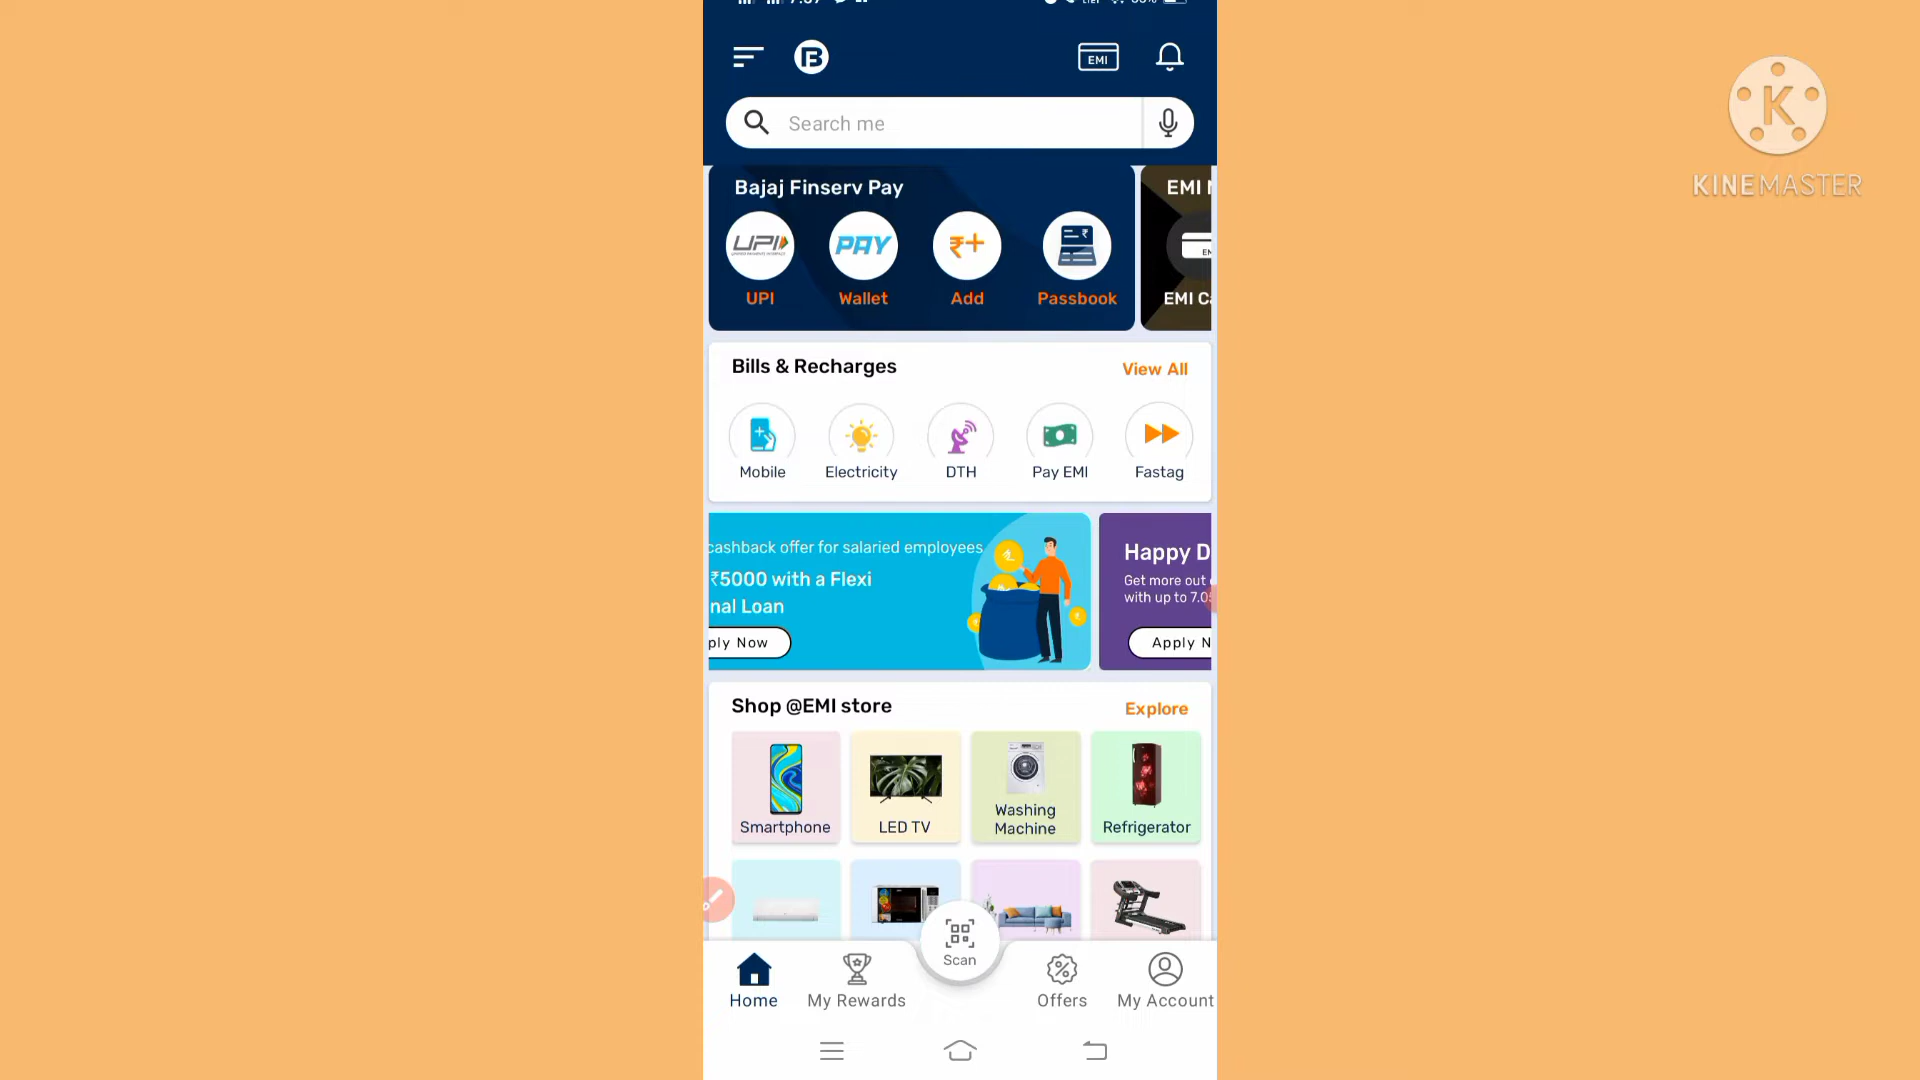 EMI
Search me
KINEMASTER
Bajaj Finserv Pay
EMI
UPI
PAY
UPI
Wallet
Add
Passbook
EMI
Bills & Recharges
View All
Mobile
Electricity
DTH
Pay EMI
Fastag
cashback offer for salaried employees
₹5000 with a Flexi
nal Loan
ply Now
Happy D
Get more out
with up to 7.0
Apply N
Shop @EMI store
Explore
Smartphone
LED TV
Washing
Machine
Refrigerator
Scan
Home
My Rewards
Offers
My Account